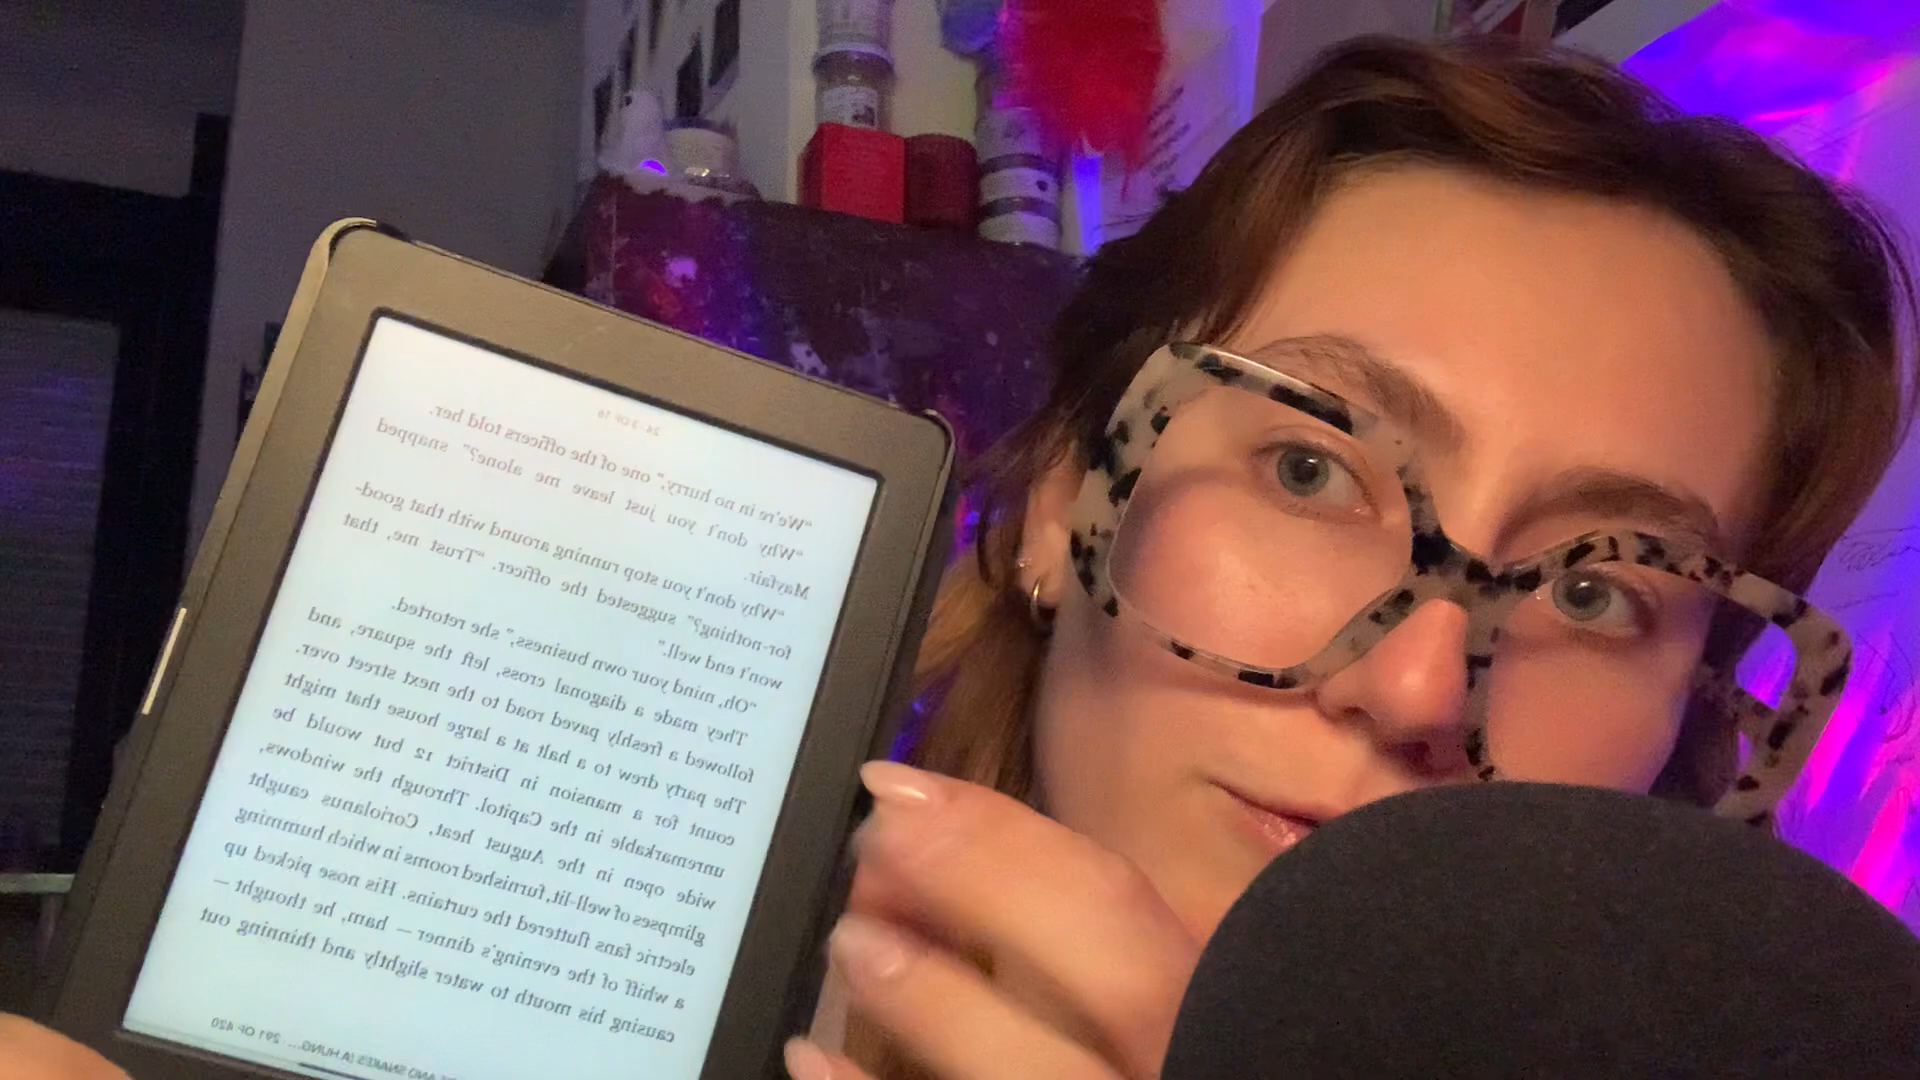 24 · 3 OF 16
“We’re in no hurry,” one of the officers told her.
“Why don’t you just leave me alone?” snapped
Mayfair.
“Why don’t you stop running around with that good-
for-nothing?” suggested the officer. “Trust me, that
won’t end well.”
“Oh, mind your own business,” she retorted.
They made a diagonal cross, left the square, and
followed a freshly paved road to the next street over.
The party drew to a halt at a large house that might
count for a mansion in District 12 but would be
unremarkable in the Capitol. Through the windows,
wide open in the August heat, Coriolanus caught
glimpses of well-lit, furnished rooms in which humming
electric fans fluttered the curtains. His nose picked up
a whiff of the evening’s dinner — ham, he thought —
causing his mouth to water slightly and thinning out
AND SNAKES (A HUNG... 291 OF 420